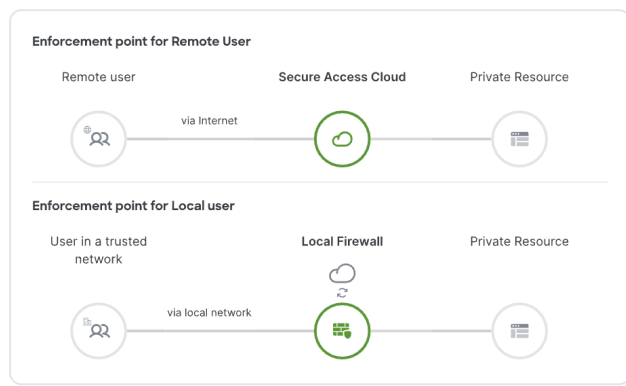 Enforcement point for Remote User
Remote user
Secure Access Cloud
Private Resource
via Internet
Enforcement point for Local user
User in a trusted
network
Local Firewall
Private Resource
via local network